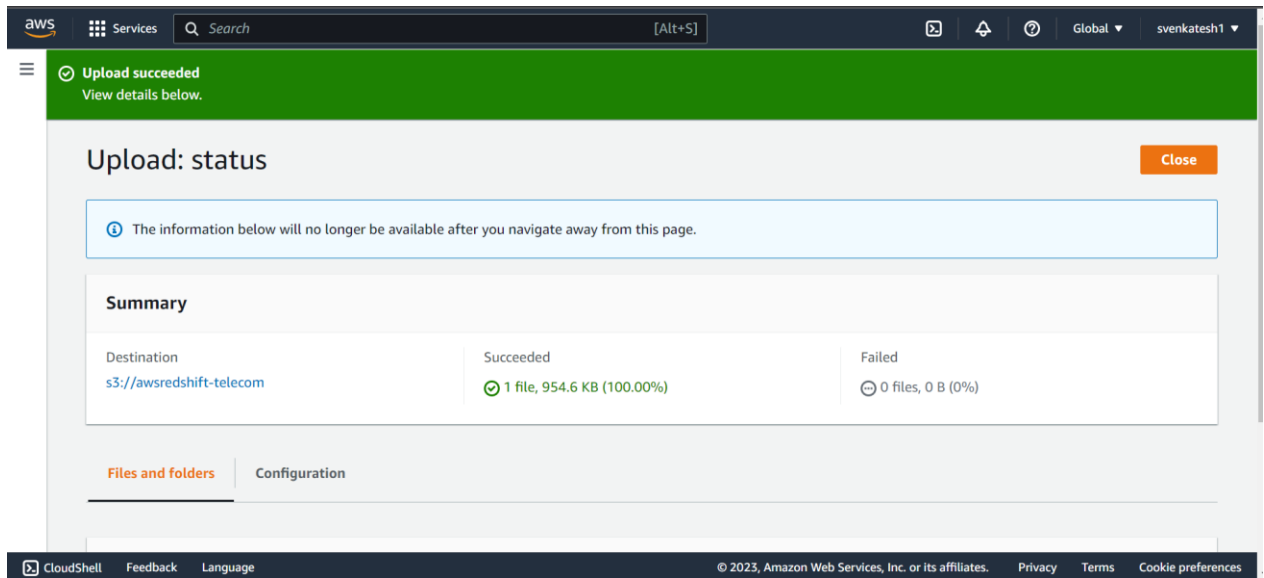 aws Services Search [Alt+S] Global ▼ svenkatesh1 ▼
Upload succeeded
View details below.
Upload: status
Close
The information below will no longer be available after you navigate away from this page.
Summary
Destination
s3://awsredshift-telecom
Succeeded
1 file, 954.6 KB (100.00%)
Failed
0 files, 0 B (0%)
Files and folders Configuration
CloudShell Feedback Language © 2023, Amazon Web Services, Inc. or its affiliates. Privacy Terms Cookie preferences